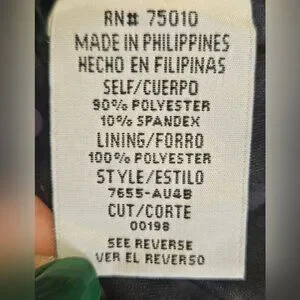 RN# 75010
MADE IN PHILIPPINES
HECHO EN FILIPINAS
SELF/CUERPO
90% POLYESTER
10% SPANDEX
LINING/FORRO
100% POLYESTER
STYLE/ESTILO
7655-AU4B
CUT/CORTE
00198
SEE REVERSE
VER EL REVERSO